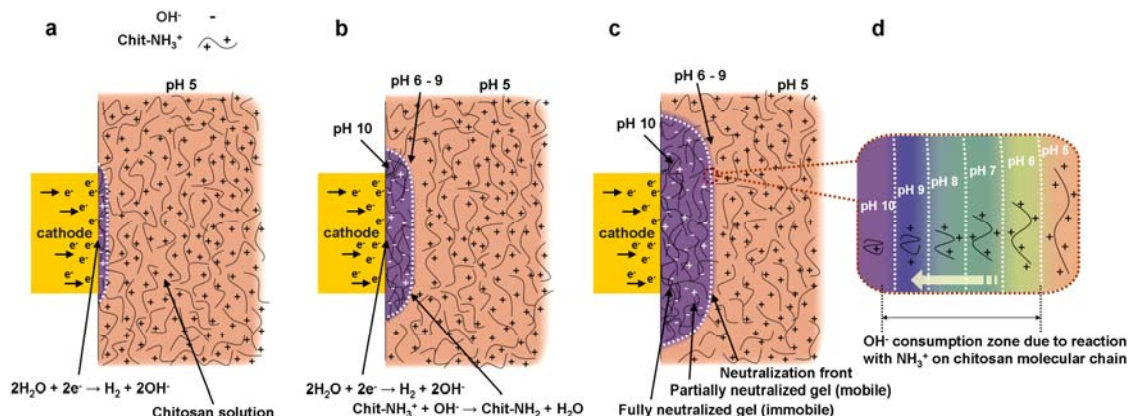 a
OH⁻ -
Chit-NH₃⁺ + +
pH 5
e⁻ e⁻
e⁻
e⁻
cathode
e⁻ e⁻
e⁻
e⁻ e⁻
2H₂O + 2e⁻ → H₂ + 2OH⁻
Chitosan solution
b
pH 6 - 9
pH 5
pH 10
e⁻ e⁻
e⁻
e⁻
cathode
e⁻ e⁻
e⁻
e⁻ e⁻
2H₂O + 2e⁻ → H₂ + 2OH⁻
Chit-NH₃⁺ + OH⁻ → Chit-NH₂ + H₂O
c
pH 6 - 9
pH 5
pH 10
e⁻ e⁻
e⁻
e⁻
cathode
e⁻ e⁻
e⁻
e⁻ e⁻
Neutralization front
Partially neutralized gel (mobile)
Fully neutralized gel (immobile)
d
pH 10
pH 9
pH 8
pH 7
pH 6
pH 5
OH⁻ consumption zone due to reaction
with NH₃⁺ on chitosan molecular chain